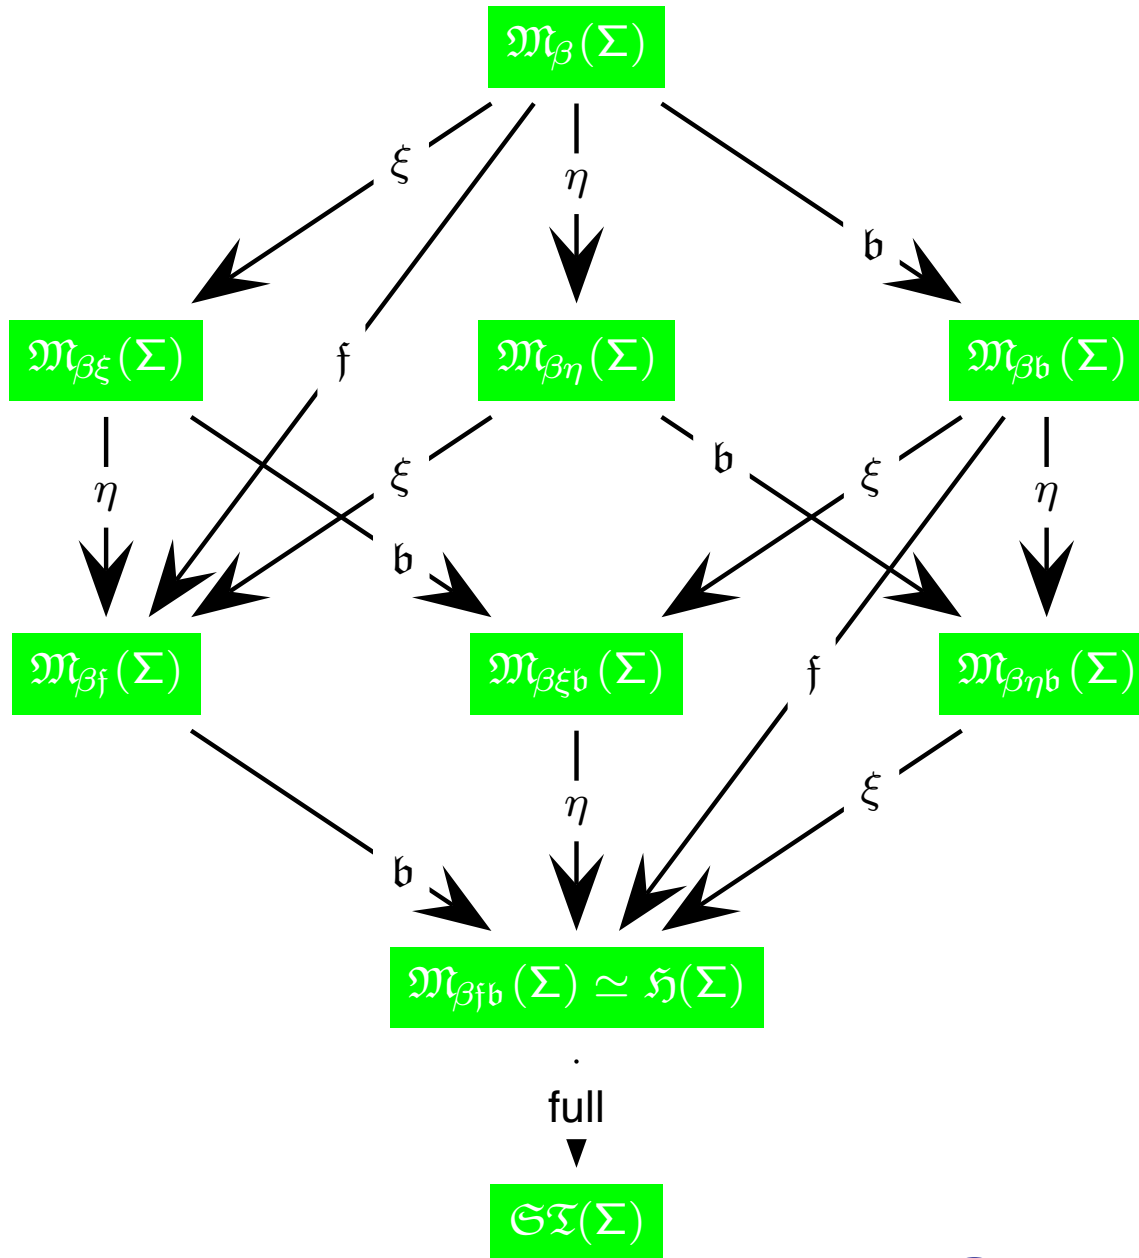 𝔐_β(Σ)
ξ
η
𝔟
𝔣
𝔐_βξ(Σ) 𝔐_βη(Σ) 𝔐_β𝔟(Σ)
η ξ 𝔟 ξ η
𝔟
𝔐_β𝔣(Σ) 𝔐_βξ𝔟(Σ) 𝔣 𝔐_βη𝔟(Σ)
η ξ
𝔟
𝔐_β𝔣𝔟(Σ) ≃ ℌ(Σ)
full
𝔖𝔗(Σ)